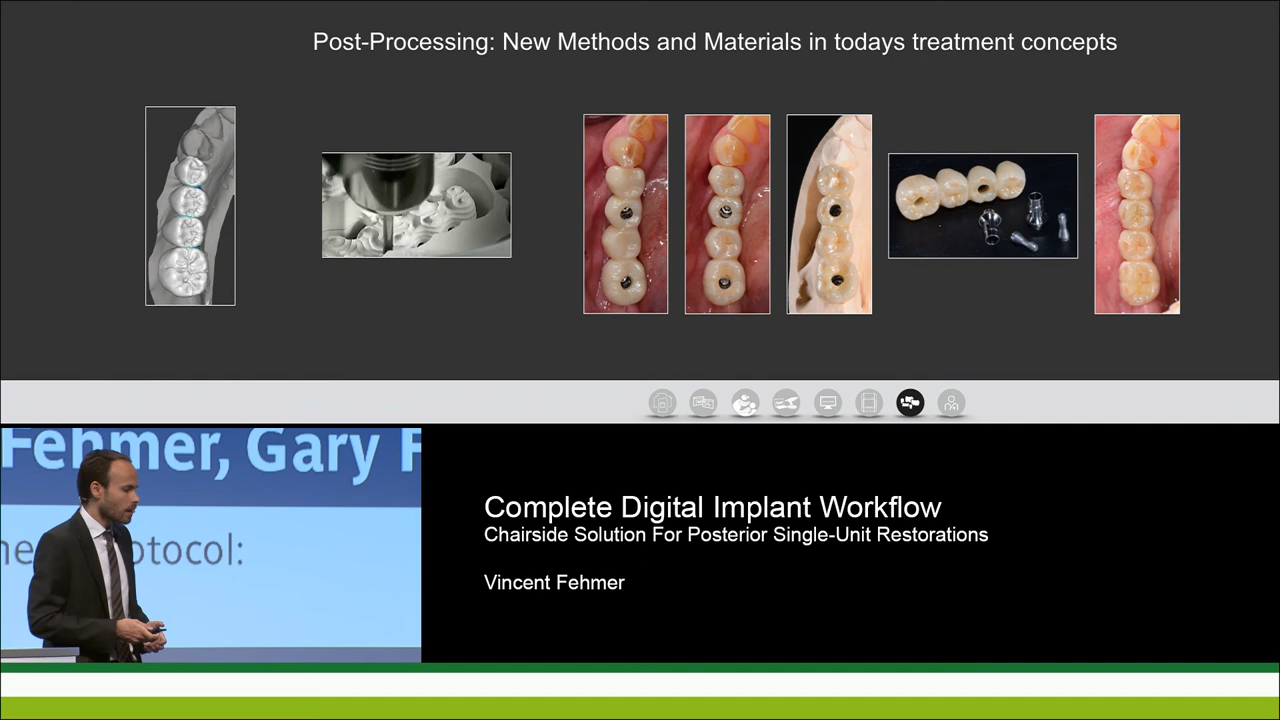 Post-Processing: New Methods and Materials in todays treatment concepts
Fehmer, Gary
otocol:
Complete Digital Implant Workflow
Chairside Solution For Posterior Single-Unit Restorations
Vincent Fehmer